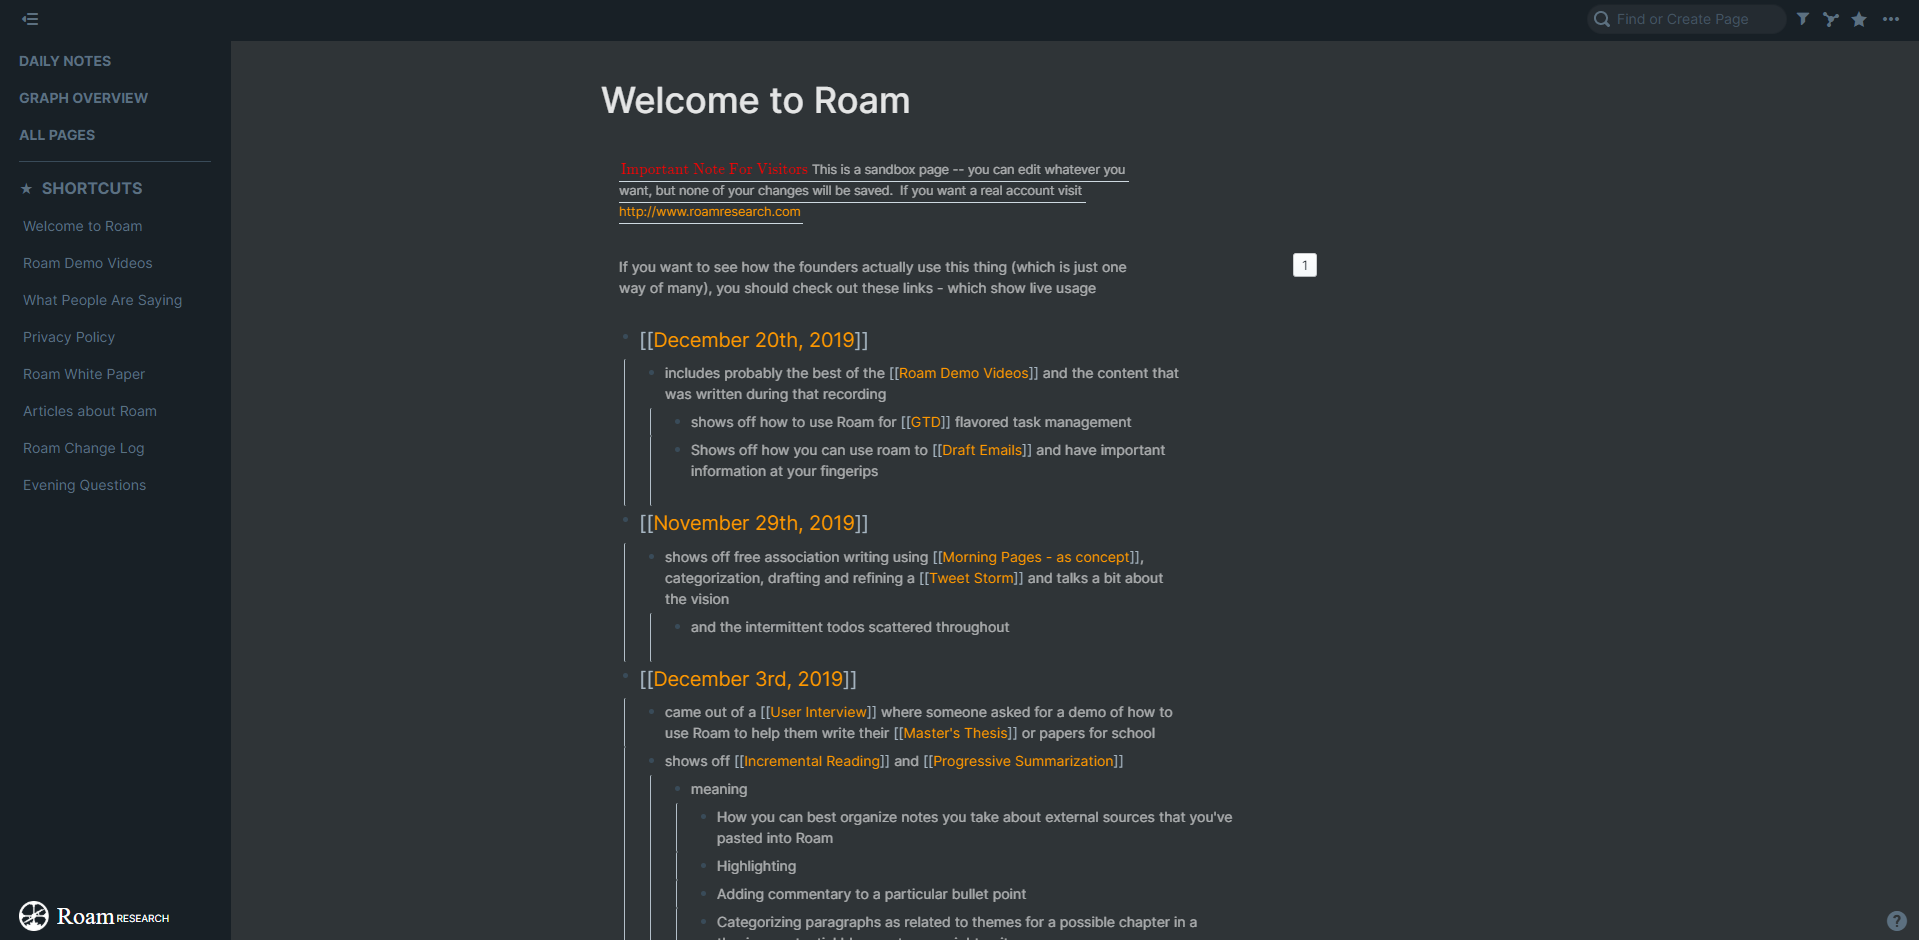 Find or Create Page
DAILY NOTES
GRAPH OVERVIEW
ALL PAGES
SHORTCUTS
Welcome to Roam
Roam Demo Videos
What People Are Saying
Privacy Policy
Roam White Paper
Articles about Roam
Roam Change Log
Evening Questions
Roam RESEARCH
Welcome to Roam
Important Note For Visitors This is a sandbox page -- you can edit whatever you
want, but none of your changes will be saved. If you want a real account visit
http://www.roamresearch.com
If you want to see how the founders actually use this thing (which is just one
way of many), you should check out these links - which show live usage
1
[[December 20th, 2019]]
includes probably the best of the [[Roam Demo Videos]] and the content that
was written during that recording
shows off how to use Roam for [[GTD]] flavored task management
Shows off how you can use roam to [[Draft Emails]] and have important
information at your fingerips
[[November 29th, 2019]]
shows off free association writing using [[Morning Pages - as concept]],
categorization, drafting and refining a [[Tweet Storm]] and talks a bit about
the vision
and the intermittent todos scattered throughout
[[December 3rd, 2019]]
came out of a [[User Interview]] where someone asked for a demo of how to
use Roam to help them write their [[Master's Thesis]] or papers for school
shows off [[Incremental Reading]] and [[Progressive Summarization]]
meaning
How you can best organize notes you take about external sources that you've
pasted into Roam
Highlighting
Adding commentary to a particular bullet point
Categorizing paragraphs as related to themes for a possible chapter in a
?